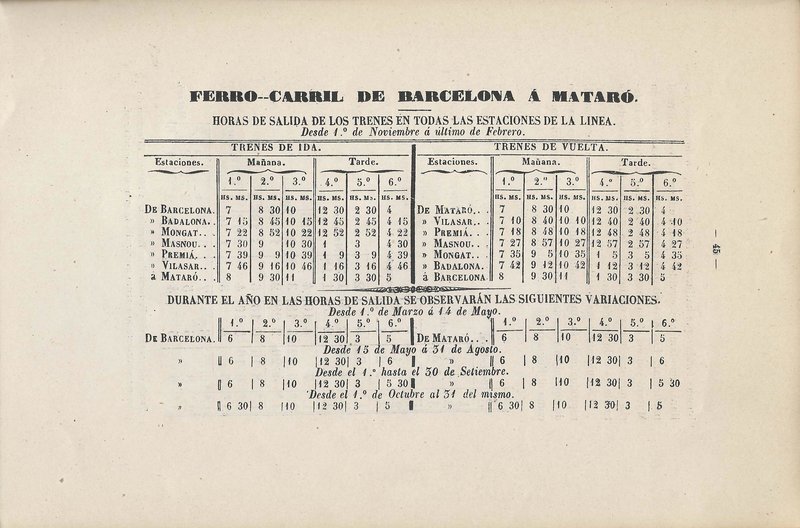 FERRO--CARRIL DE BARCELONA Á MATARÓ.
HORAS DE SALIDA DE LOS TRENES EN TODAS LAS ESTACIONES DE LA LINEA.
Desde 1.º de Noviembre á último de Febrero.
TRENES DE IDA. TRENES DE VUELTA.
Estaciones. Mañana. Tarde. Estaciones. Mañana. Tarde.
1.º 2.º 3.º 4.º 5.º 6.º 1.º 2.º 3.º 4.º 5.º 6.º
HS. MS. HS. MS. HS. MS. HS. MS. HS. MS. HS. MS. HS. MS. HS. MS. HS. MS. HS. MS. HS. MS. HS. MS.
DE BARCELONA. 7 8 30 10 12 30 2 30 4 DE MATARÓ. . . 7 8 30 10 12 30 2 30 4
» BADALONA. . 7 15 8 45 10 15 12 45 2 45 4 15 » VILASAR. . . 7 10 8 40 10 10 12 40 2 40 4 10
» MONGAT. . . 7 22 8 52 10 22 12 52 2 52 4 22 » PREMIÁ. . . 7 18 8 48 10 18 12 48 2 48 4 18
» MASNOU. . . 7 30 9 10 30 1 3 4 30 » MASNOU. . . 7 27 8 57 10 27 12 57 2 57 4 27
» PREMIÁ. . . 7 39 9 9 10 39 1 9 3 9 4 39 » MONGAT. . . 7 35 9 5 10 35 1 5 3 5 4 35
» VILASAR. . . 7 46 9 16 10 46 1 16 3 16 4 46 » BADALONA. . 7 42 9 12 10 42 1 12 3 12 4 42
Á MATARÓ. . . 8 9 30 11 1 30 3 30 5 á BARCELONA 8 9 30 11 1 30 3 30 5
DURANTE EL AÑO EN LAS HORAS DE SALIDA SE OBSERVARÁN LAS SIGUIENTES VARIACIONES.
Desde 1.º de Marzo á 14 de Mayo.
1.º 2.º 3.º 4.º 5.º 6.º 1.º 2.º 3.º 4.º 5.º 6.º
DE BARCELONA. 6 8 10 12 30 3 5 DE MATARÓ. . . 6 8 10 12 30 3 5
Desde 15 de Mayo á 31 de Agosto.
» 6 8 10 12 30 3 6 » 6 8 10 12 30 3 6
Desde el 1.º hasta el 30 de Setiembre.
» 6 8 10 12 30 3 5 30 » 6 8 10 12 30 3 5 30
Desde el 1.º de Octubre al 31 del mismo.
» 6 30 8 10 12 30 3 5 » 6 30 8 10 12 30 3 5
— 45 —